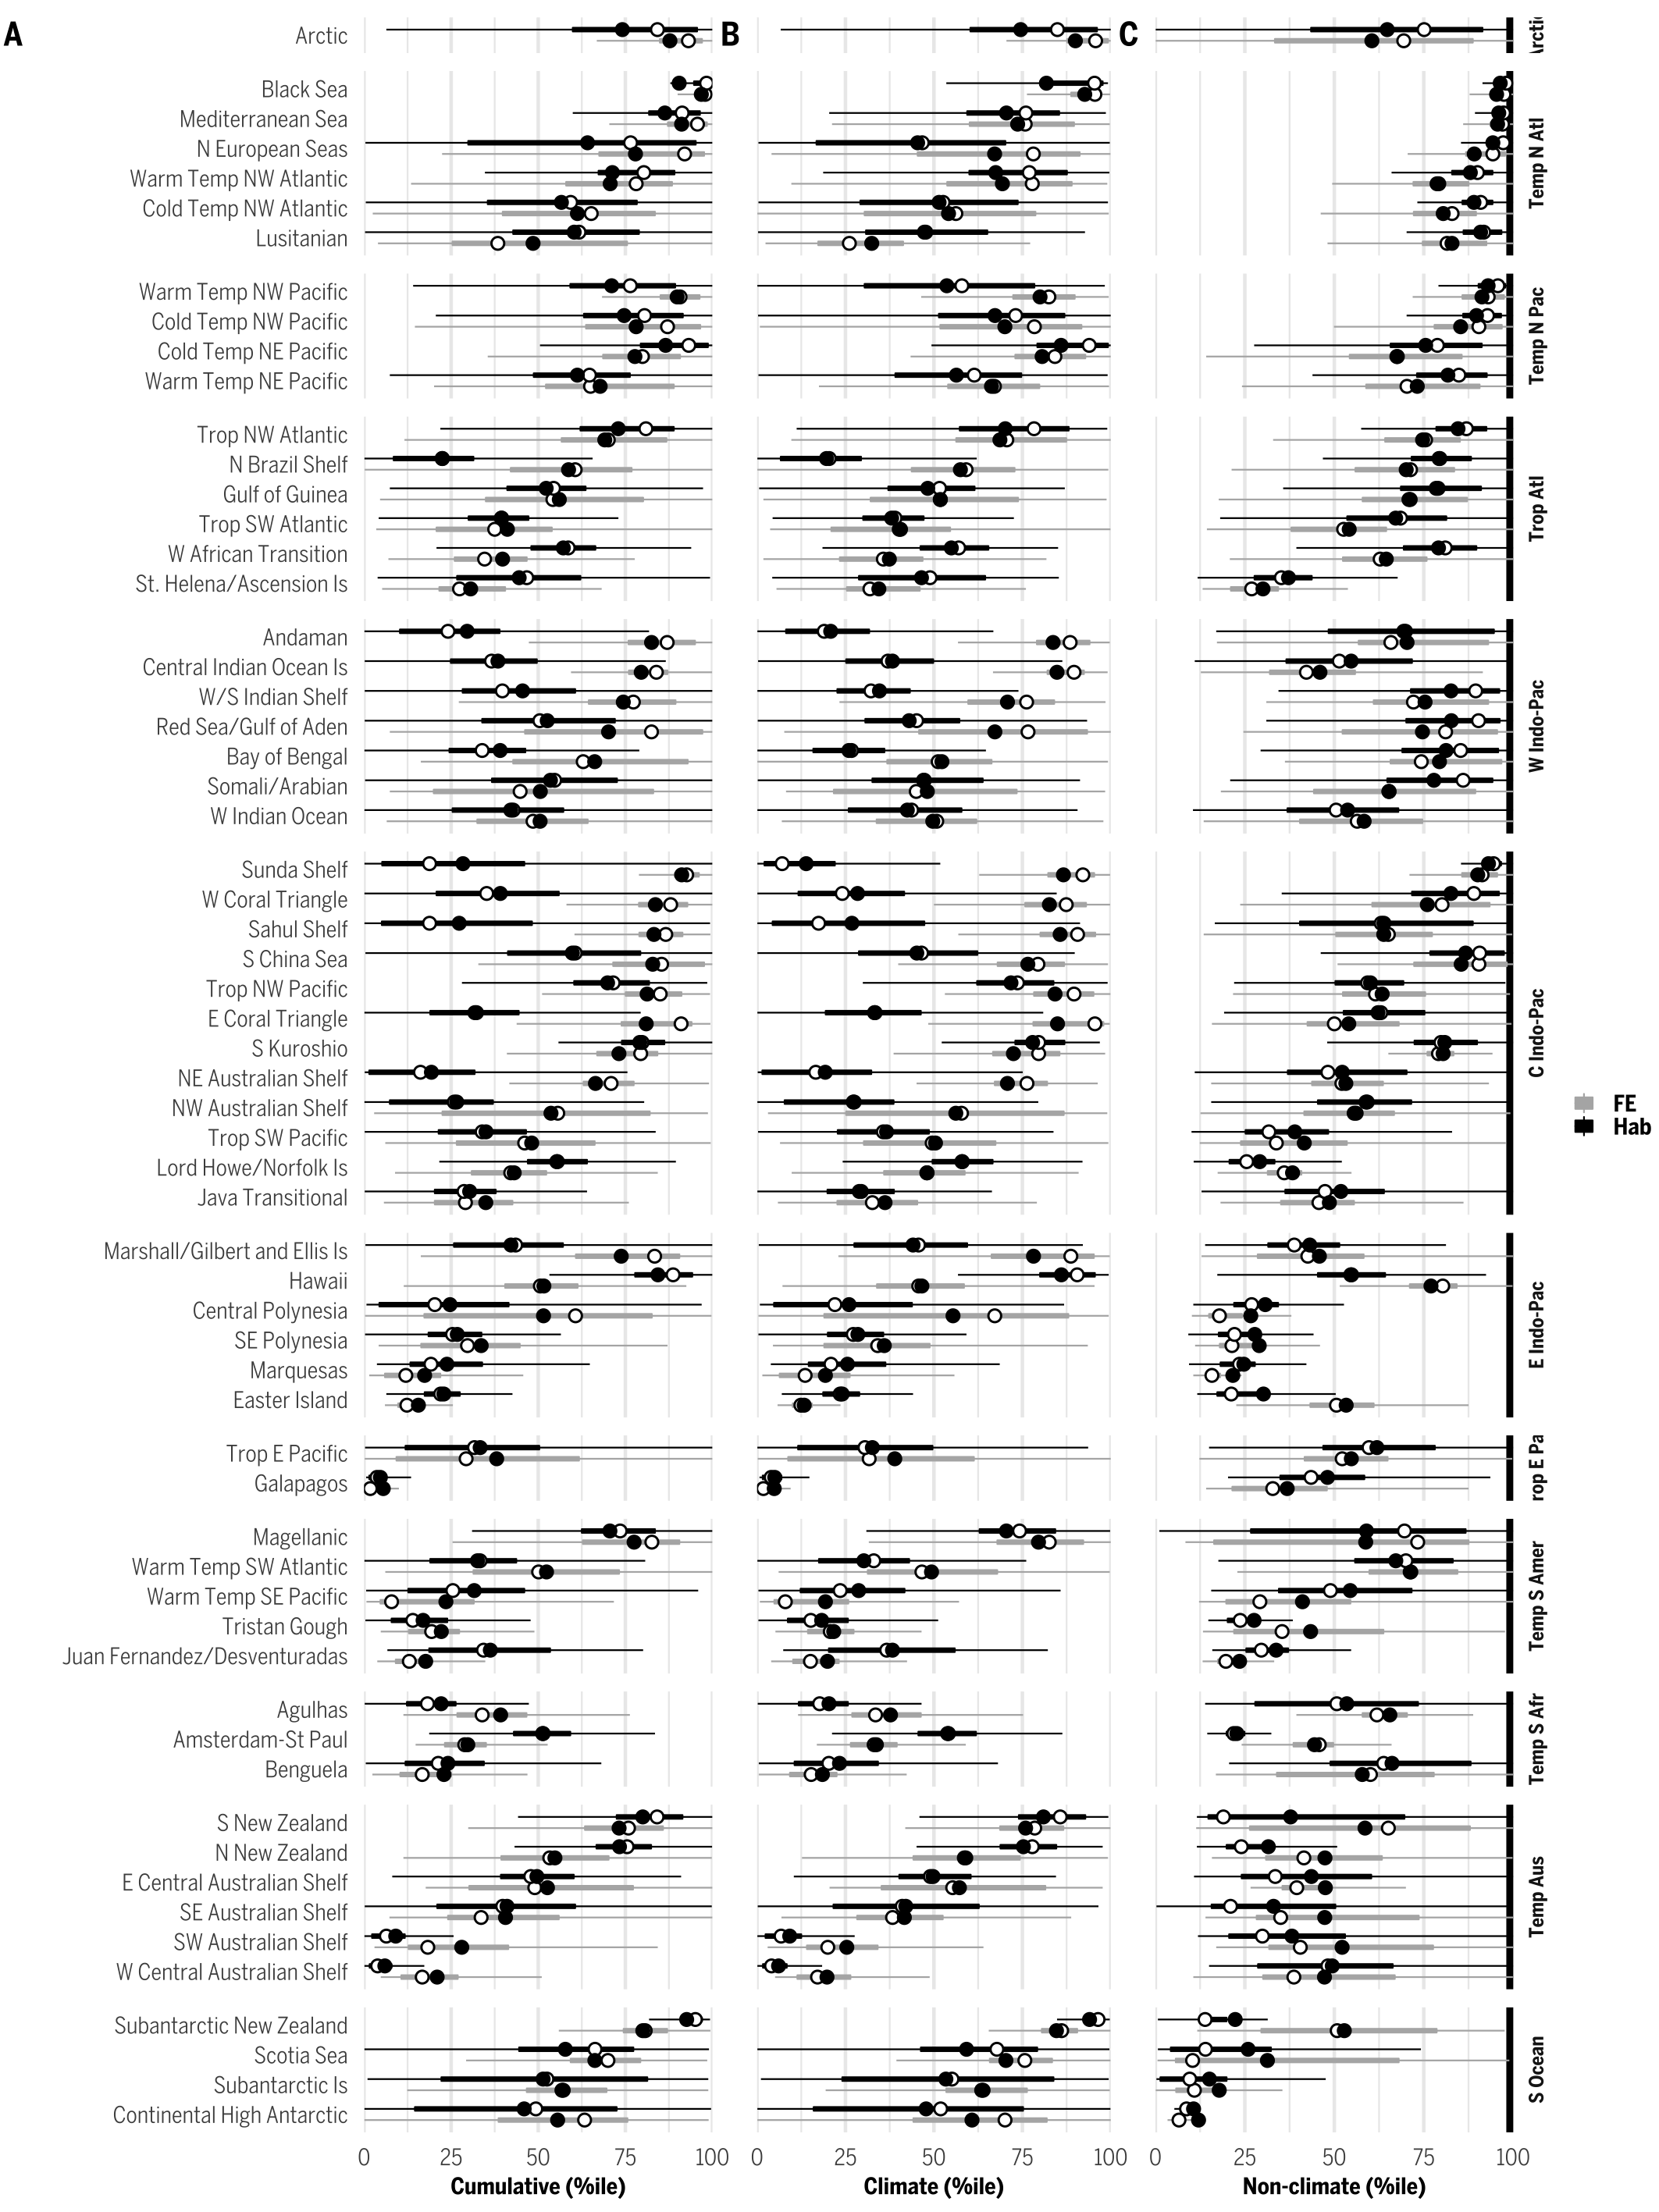 A
B
C
Arctic
Arctic
Black Sea
Mediterranean Sea
N European Seas
Warm Temp NW Atlantic
Cold Temp NW Atlantic
Lusitanian
Temp N Atl
Warm Temp NW Pacific
Cold Temp NW Pacific
Cold Temp NE Pacific
Warm Temp NE Pacific
Temp N Pac
Trop NW Atlantic
N Brazil Shelf
Gulf of Guinea
Trop SW Atlantic
W African Transition
St. Helena/Ascension Is
Trop Atl
Andaman
Central Indian Ocean Is
W/S Indian Shelf
Red Sea/Gulf of Aden
Bay of Bengal
Somali/Arabian
W Indian Ocean
W Indo-Pac
Sunda Shelf
W Coral Triangle
Sahul Shelf
S China Sea
Trop NW Pacific
E Coral Triangle
S Kuroshio
NE Australian Shelf
NW Australian Shelf
Trop SW Pacific
Lord Howe/Norfolk Is
Java Transitional
C Indo-Pac
FE
Hab
Marshall/Gilbert and Ellis Is
Hawaii
Central Polynesia
SE Polynesia
Marquesas
Easter Island
E Indo-Pac
Trop E Pacific
Galapagos
rop E Pa
Magellanic
Warm Temp SW Atlantic
Warm Temp SE Pacific
Tristan Gough
Juan Fernandez/Desventuradas
Temp S Amer
Agulhas
Amsterdam-St Paul
Benguela
Temp S Afr
S New Zealand
N New Zealand
E Central Australian Shelf
SE Australian Shelf
SW Australian Shelf
W Central Australian Shelf
Temp Aus
Subantarctic New Zealand
Scotia Sea
Subantarctic Is
Continental High Antarctic
S Ocean
0 25 50 75 100
0 25 50 75 100
0 25 50 75 100
Cumulative (%ile)
Climate (%ile)
Non-climate (%ile)